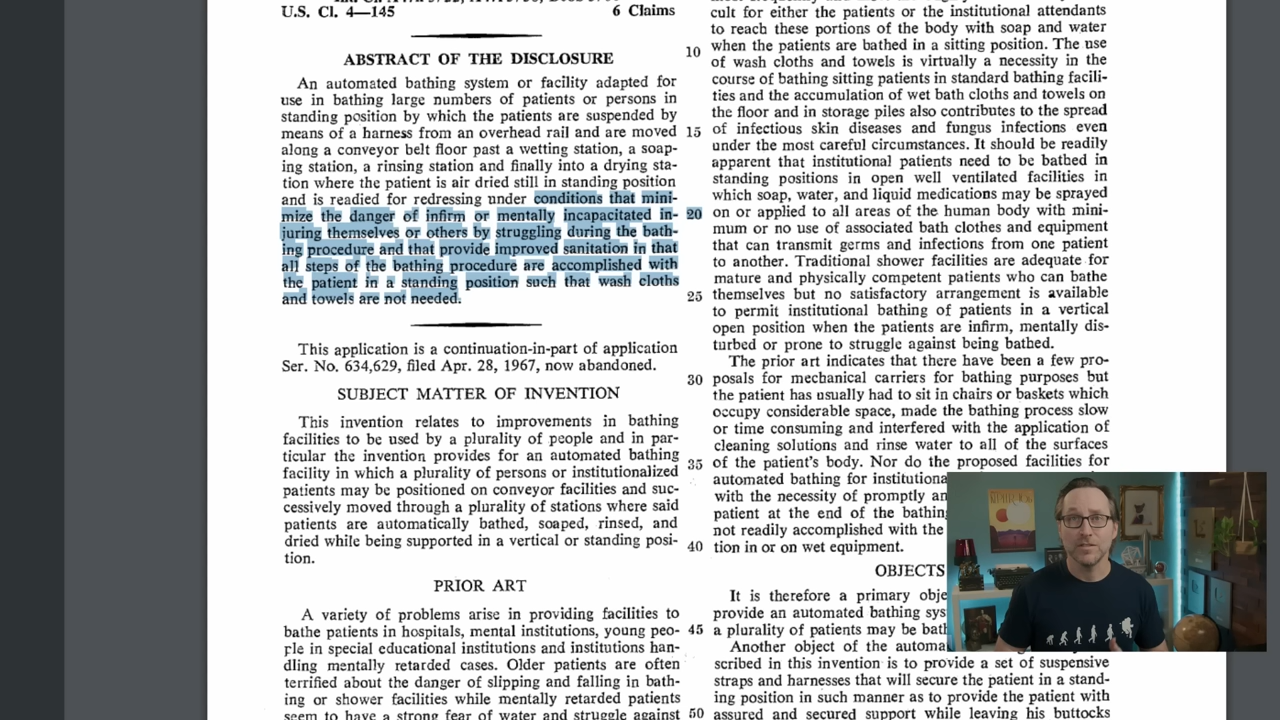 U.S. Cl. 4—145 6 Claims
ABSTRACT OF THE DISCLOSURE
An automated bathing system or facility adapted for
use in bathing large numbers of patients or persons in
standing position by which the patients are suspended by
means of a harness from an overhead rail and are moved
along a conveyor belt floor past a wetting station, a soap-
ing station, a rinsing station and finally into a drying sta-
tion where the patient is air dried still in standing position
and is readied for redressing under conditions that mini-
mize the danger of infirm or mentally incapacitated in-
juring themselves or others by struggling during the bath-
ing procedure and that provide improved sanitation in that
all steps of the bathing procedure are accomplished with
the patient in a standing position such that wash cloths
and towels are not needed.
This application is a continuation-in-part of application
Ser. No. 634,629, filed Apr. 28, 1967, now abandoned.
SUBJECT MATTER OF INVENTION
This invention relates to improvements in bathing
facilities to be used by a plurality of people and in par-
ticular the invention provides for an automated bathing
facility in which a plurality of persons or institutionalized
patients may be positioned on conveyor facilities and suc-
cessively moved through a plurality of stations where said
patients are automatically bathed, soaped, rinsed, and
dried while being supported in a vertical or standing posi-
tion.
PRIOR ART
A variety of problems arise in providing facilities to
bathe patients in hospitals, mental institutions, young peo-
ple in special educational institutions and institutions han-
dling mentally retarded cases. Older patients are often
terrified about the danger of slipping and falling in bath-
ing or shower facilities while mentally retarded patients
seem to have a strong fear of water and struggle against
cult for either the patients or the institutional attendants
to reach these portions of the body with soap and water
10 when the patients are bathed in a sitting position. The use
of wash cloths and towels is virtually a necessity in the
course of bathing sitting patients in standard bathing facili-
ties and the accumulation of wet bath cloths and towels on
the floor and in storage piles also contributes to the spread
15 of infectious skin diseases and fungus infections even
under the most careful circumstances. It should be readily
apparent that institutional patients need to be bathed in
standing positions in open well ventilated facilities in
which soap, water, and liquid medications may be sprayed
20 on or applied to all areas of the human body with mini-
mum or no use of associated bath clothes and equipment
that can transmit germs and infections from one patient
to another. Traditional shower facilities are adequate for
mature and physically competent patients who can bathe
25 themselves but no satisfactory arrangement is available
to permit institutional bathing of patients in a vertical
open position when the patients are infirm, mentally dis-
turbed or prone to struggle against being bathed.
The prior art indicates that there have been a few pro-
30 posals for mechanical carriers for bathing purposes but
the patient has usually had to sit in chairs or baskets which
occupy considerable space, made the bathing process slow
or time consuming and interfered with the application of
cleaning solutions and rinse water to all of the surfaces
35 of the patient's body. Nor do the proposed facilities for
automated bathing for institutiona
with the necessity of promptly an
patient at the end of the bathing
not readily accomplished with the
40 tion in or on wet equipment.
OBJECTS
It is therefore a primary obje
provide an automated bathing sys
45 a plurality of patients may be bath
Another object of the automa
scribed in this invention is to provide a set of suspensive
straps and harnesses that will secure the patient in a stand-
ing position in such manner as to provide the patient with
50 assured and secured support while leaving his buttocks